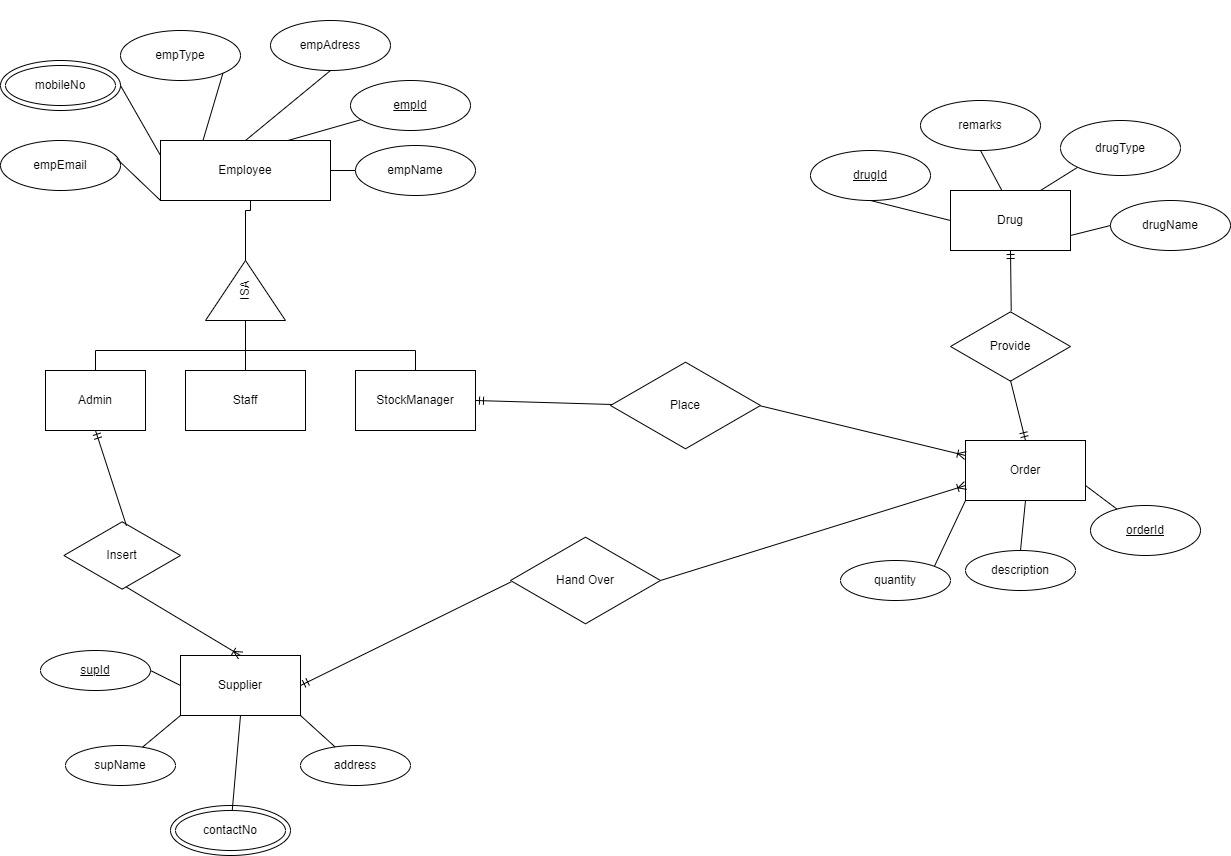 empAdress
empType
mobileNo
empId
remarks
drugType
empEmail
Employee
empName
drugId
Drug
drugName
ISA
Provide
Admin
Staff
StockManager
Place
Order
orderId
Insert
Hand Over
quantity
description
supId
Supplier
supName
address
contactNo